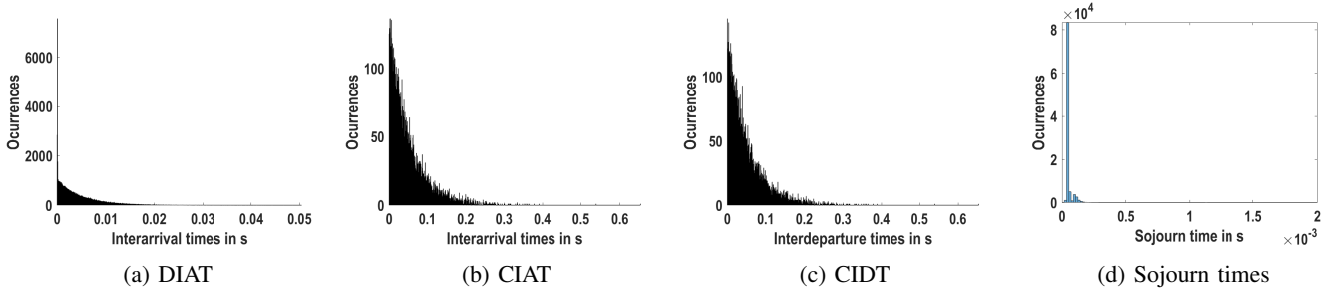 6000
4000
2000
0
Ocurrences
0 0.01 0.02 0.03 0.04 0.05
Interarrival times in s
(a) DIAT
100
50
0
Ocurrences
0 0.1 0.2 0.3 0.4 0.5 0.6
Interarrival times in s
(b) CIAT
100
50
0
Ocurrences
0 0.1 0.2 0.3 0.4 0.5 0.6
Interdeparture times in s
(c) CIDT
×10⁴
8
6
4
2
0
Ocurrences
0 0.5 1 1.5 2
Sojourn time in s
×10⁻³
(d) Sojourn times